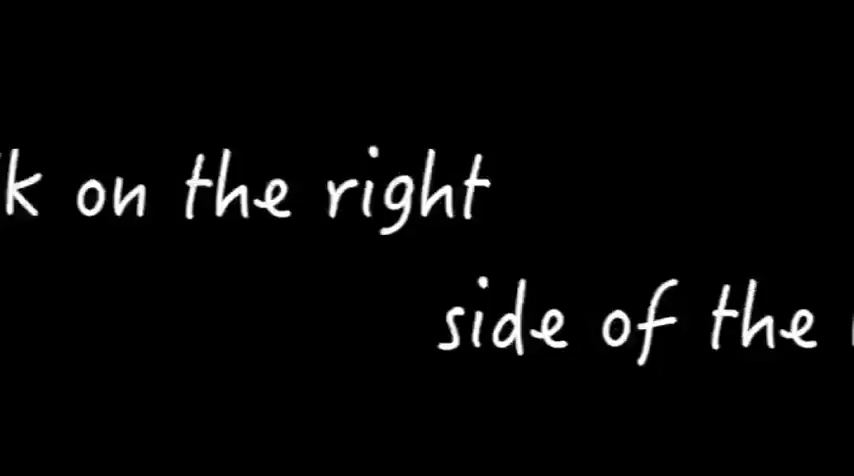 k on the right
side of the